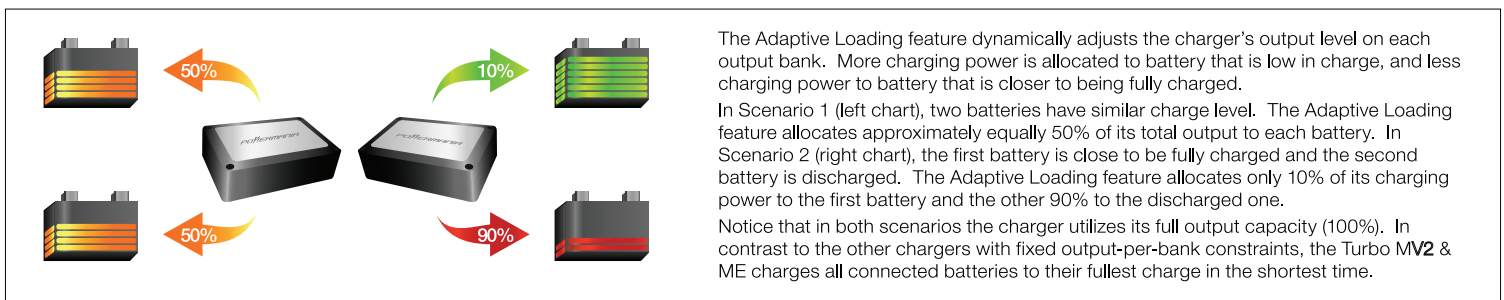 50%
10%
POWERMANIA
POWERMANIA
50%
90%
The Adaptive Loading feature dynamically adjusts the charger's output level on each
output bank.  More charging power is allocated to battery that is low in charge, and less
charging power to battery that is closer to being fully charged.
In Scenario 1 (left chart), two batteries have similar charge level.  The Adaptive Loading
feature allocates approximately equally 50% of its total output to each battery.  In
Scenario 2 (right chart), the first battery is close to be fully charged and the second
battery is discharged.  The Adaptive Loading feature allocates only 10% of its charging
power to the first battery and the other 90% to the discharged one.
Notice that in both scenarios the charger utilizes its full output capacity (100%).  In
contrast to the other chargers with fixed output-per-bank constraints, the Turbo MV2 &
ME charges all connected batteries to their fullest charge in the shortest time.